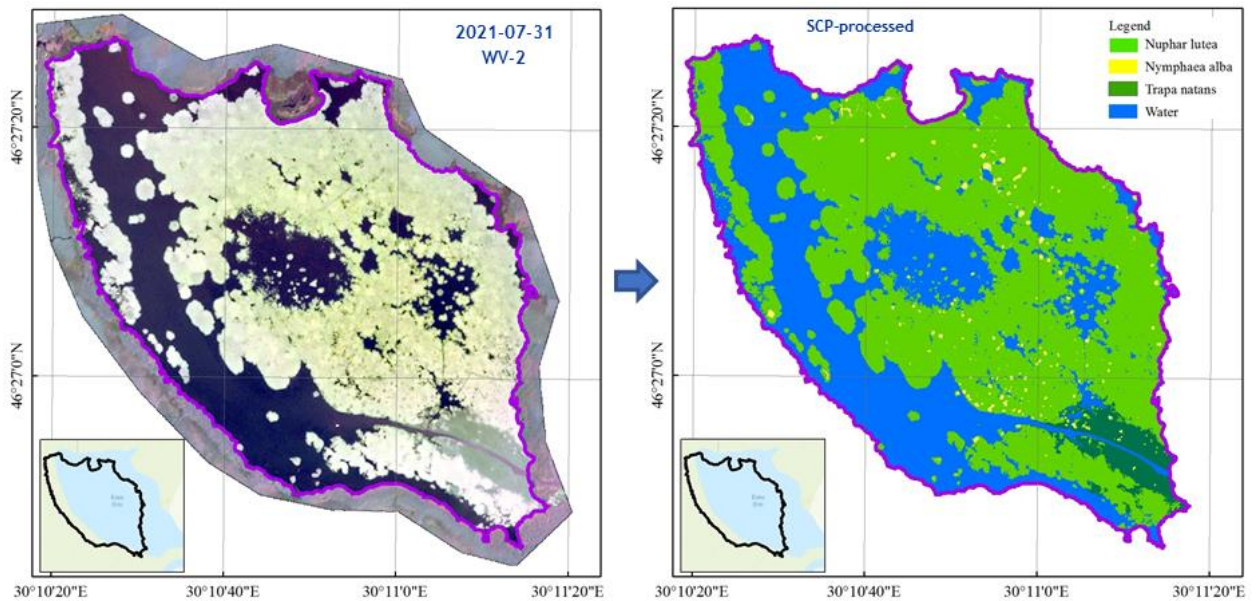 2021-07-31
WV-2
46°27'20"N
46°27'0"N
30°10'20"E
30°10'40"E
30°11'0"E
30°11'20"E
SCP-processed
Legend
Nuphar lutea
Nymphaea alba
Trapa natans
Water
46°27'20"N
46°27'0"N
30°10'20"E
30°10'40"E
30°11'0"E
30°11'20"E